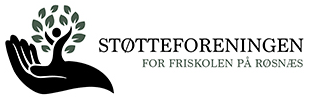 STØTTEFORENINGEN
FOR FRISKOLEN PÅ RØSNÆS